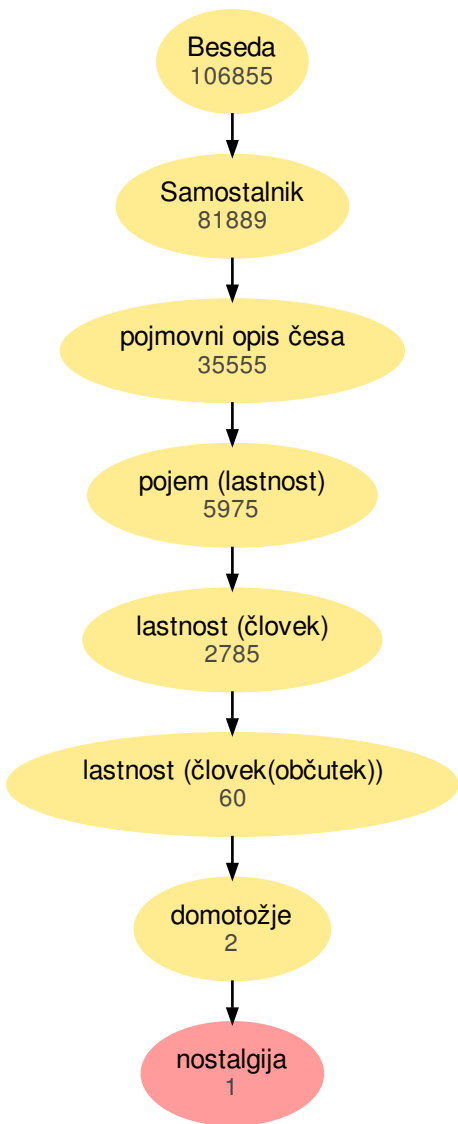 Beseda
106855
Samostalnik
81889
pojmovni opis česa
35555
pojem (lastnost)
5975
lastnost (človek)
2785
lastnost (človek(občutek))
60
domotožje
2
nostalgija
1